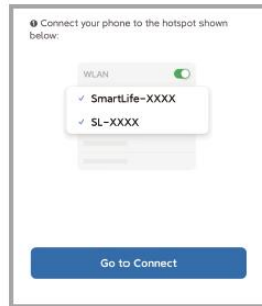 ❶ Connect your phone to the hotspot shown
below:
WLAN
✓ SmartLife-XXXX
✓ SL-XXXX
Go to Connect